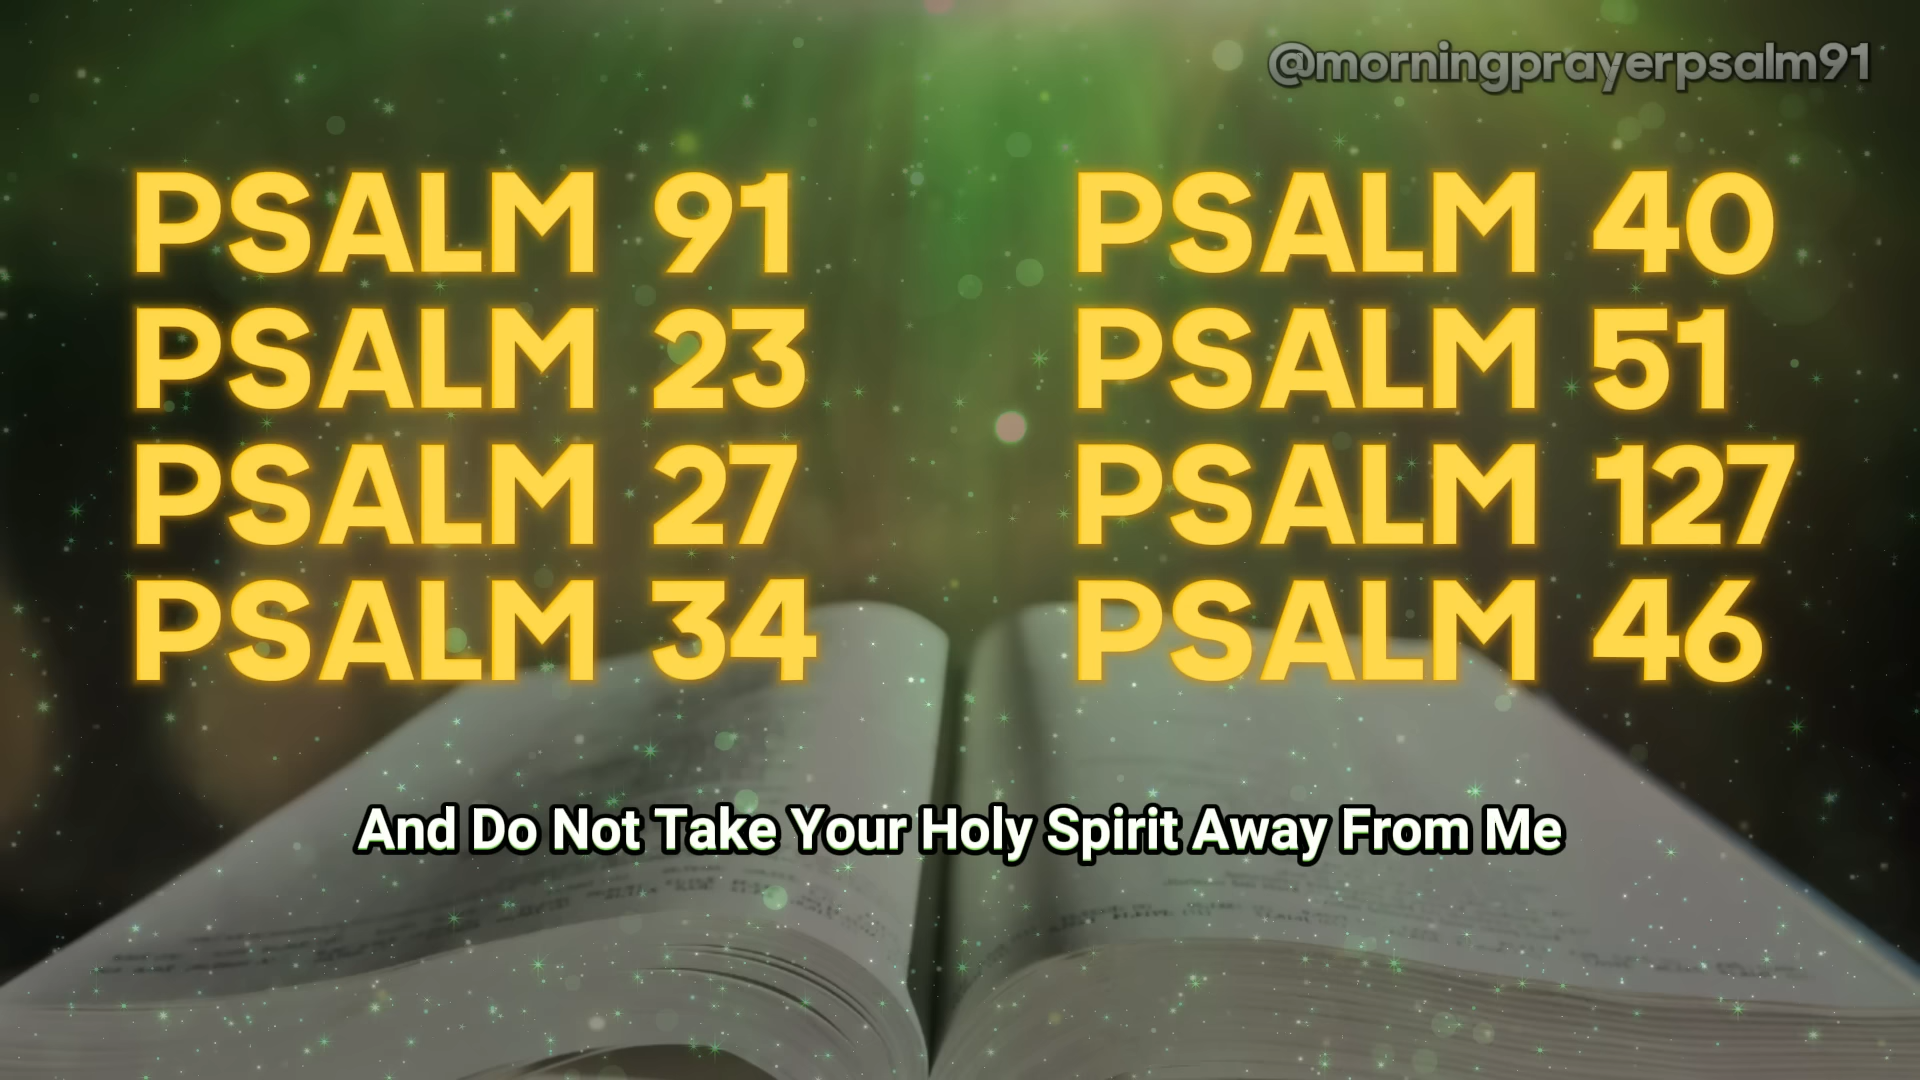 @morningprayerpsalm91
PSALM 91
PSALM 23
PSALM 27
PSALM 34
PSALM 40
PSALM 51
PSALM 127
PSALM 46
And Do Not Take Your Holy Spirit Away From Me